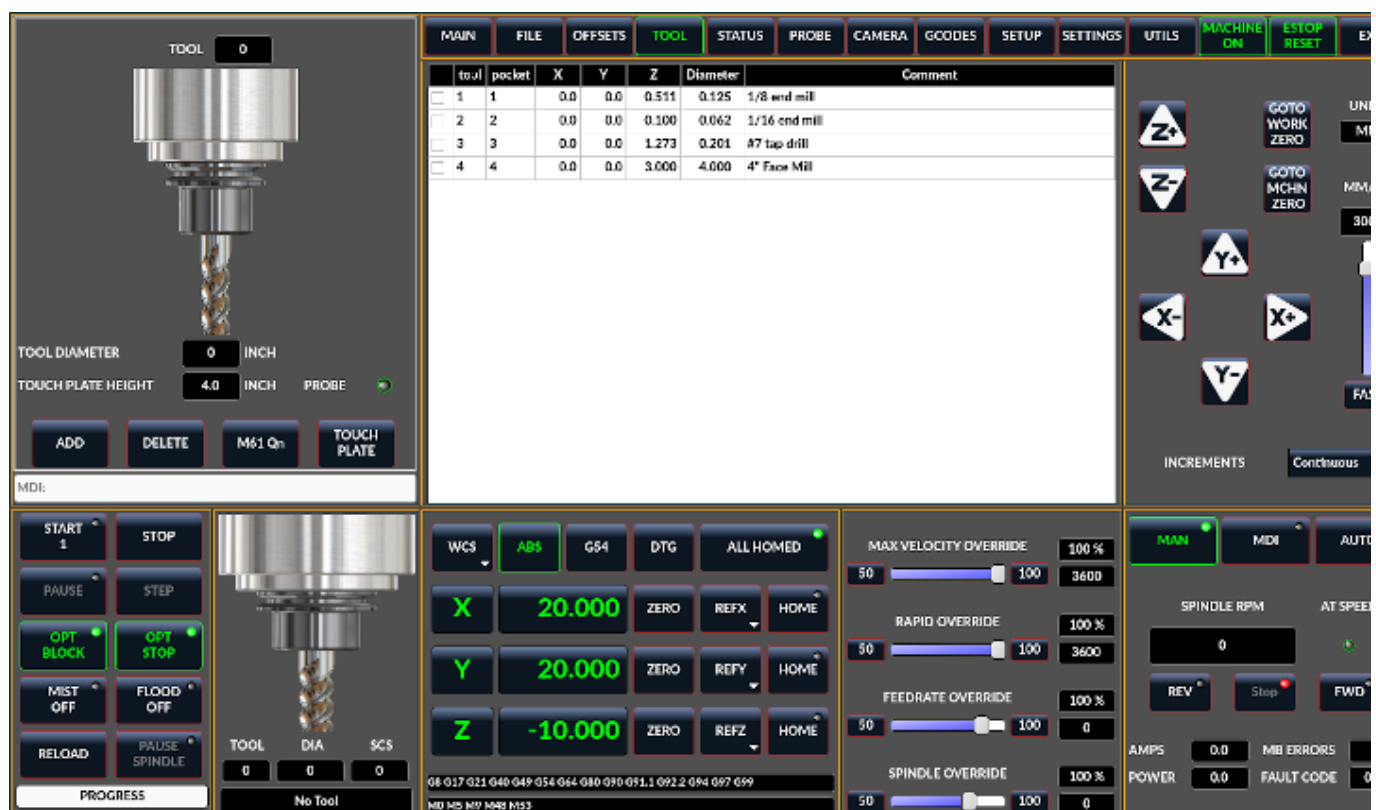 TOOL 0
TOOL DIAMETER 0 INCH
TOUCH PLATE HEIGHT 4.0 INCH PROBE
ADD DELETE M61 Qn TOUCH PLATE
MDI:
MAIN FILE OFFSETS TOOL STATUS PROBE CAMERA GCODES SETUP SETTINGS UTILS MACHINE ON ESTOP RESET EX
tool pocket X Y Z Diameter Comment
1 1 0.0 0.0 0.511 0.125 1/8 end mill
2 2 0.0 0.0 0.100 0.062 1/16 end mill
3 3 0.0 0.0 1.273 0.201 #7 tap drill
4 4 0.0 0.0 3.000 4.000 4" Face Mill
Z+ GOTO WORK ZERO UNI
Z- GOTO MCHN ZERO
Y+
X- X+
Y- FAS
INCREMENTS Continuous
START 1 STOP
PAUSE STEP
OPT BLOCK OPT STOP
MIST OFF FLOOD OFF
RELOAD PAUSE SPINDLE
PROGRESS
TOOL DIA SCS
0 0 0
No Tool
WCS ABS G54 DTG ALL HOMED
X 20.000 ZERO REFX HOME
Y 20.000 ZERO REFY HOME
Z -10.000 ZERO REFZ HOME
G8 G17 G21 G40 G49 G54 G64 G80 G90 G91.1 G92.2 G94 G97 G99
M0 M5 M9 M48 M53
MAX VELOCITY OVERRIDE 100 %
50 100 3600
RAPID OVERRIDE 100 %
50 100 3600
FEEDRATE OVERRIDE 100 %
50 100 0
SPINDLE OVERRIDE 100 %
50 100 0
MAN MDI AUTO
SPINDLE RPM AT SPEED
0
REV Stop FWD
AMPS 0.0 MB ERRORS
POWER 0.0 FAULT CODE